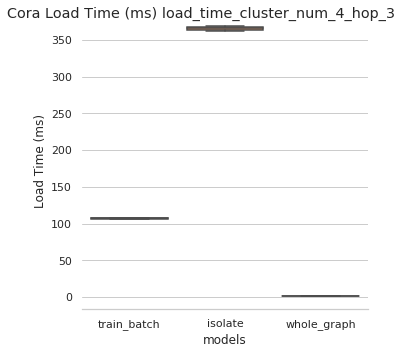 Cora Load Time (ms) load_time_cluster_num_4_hop_3
350
300
250
200
150
100
50
0
Load Time (ms)
train_batch isolate whole_graph
models